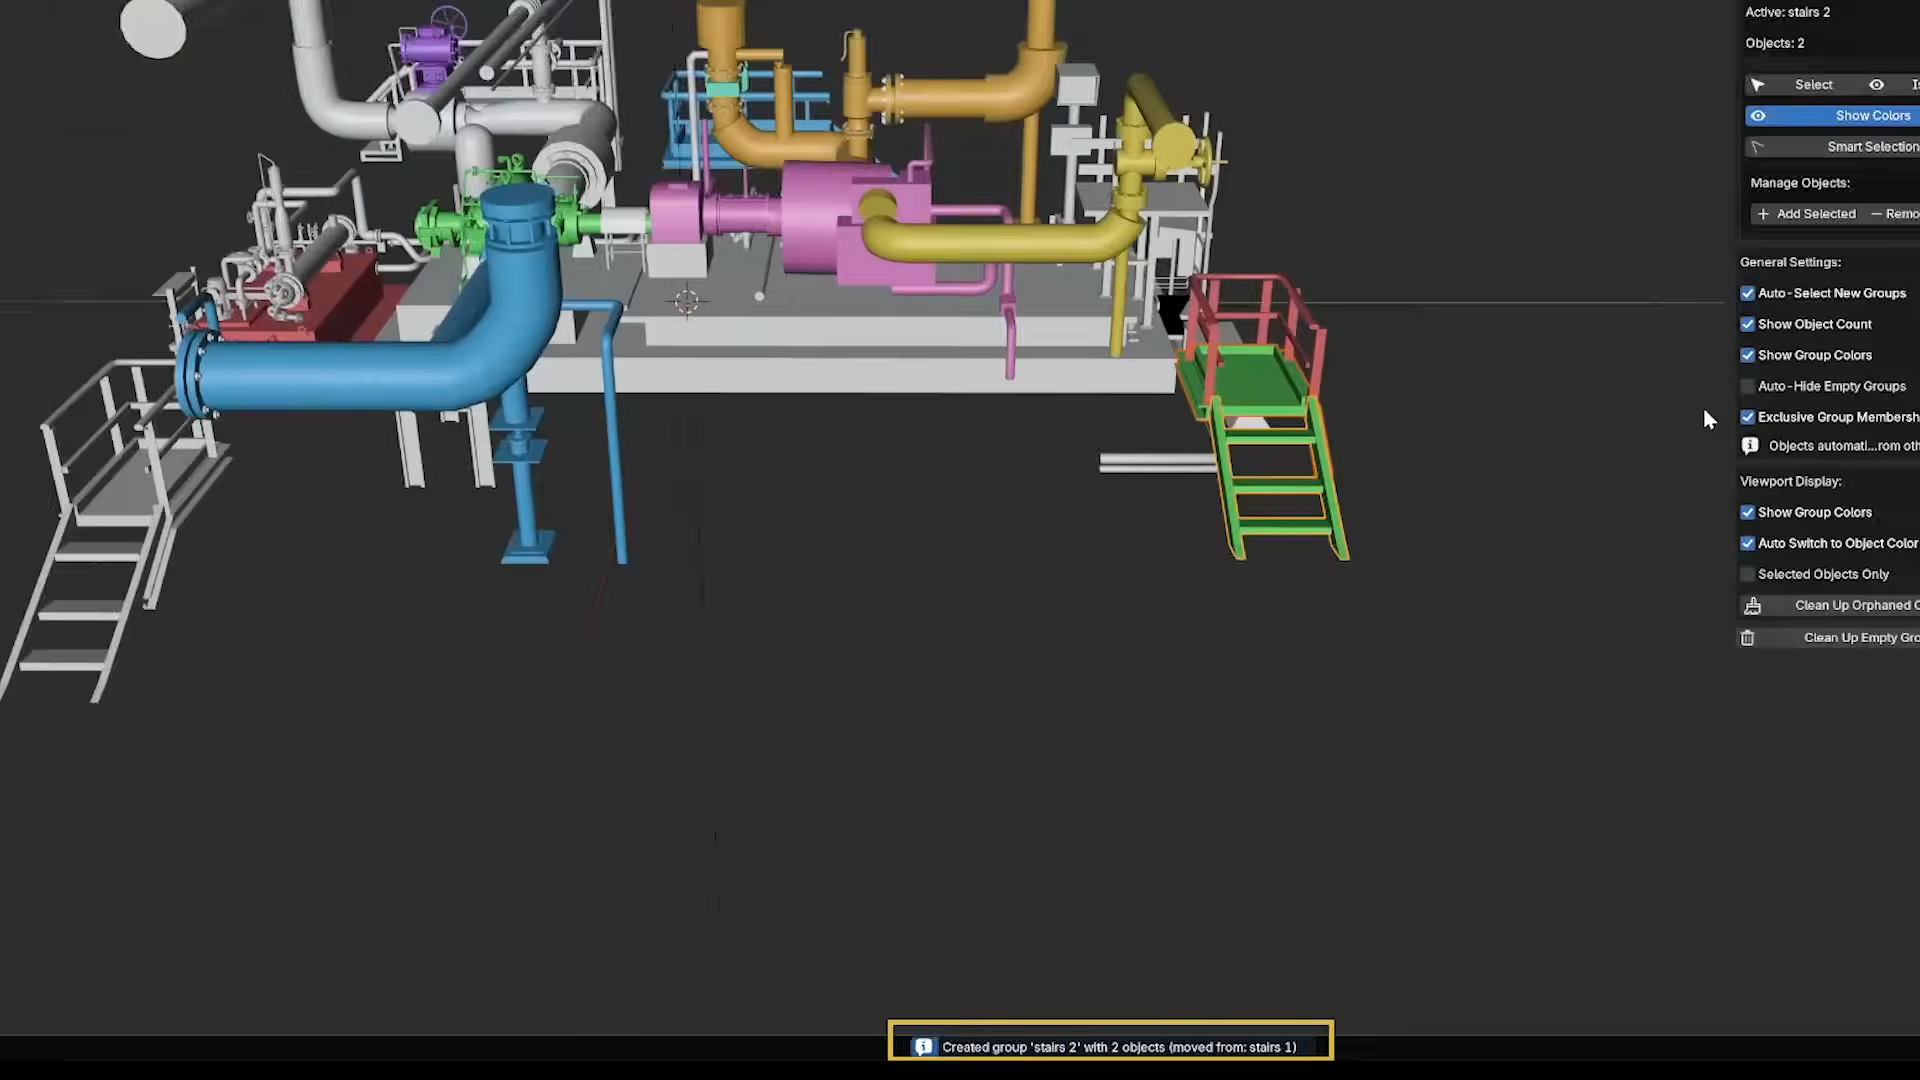 Active: stairs 2
Objects: 2
Select
Show Colors
Smart Selection
Manage Objects:
+ Add Selected — Remo
General Settings:
Auto-Select New Groups
Show Object Count
Show Group Colors
Auto-Hide Empty Groups
Exclusive Group Membersh
Objects automati...rom oth
Viewport Display:
Show Group Colors
Auto Switch to Object Color
Selected Objects Only
Clean Up Orphaned
Clean Up Empty Gro
Created group 'stairs 2' with 2 objects (moved from: stairs 1)